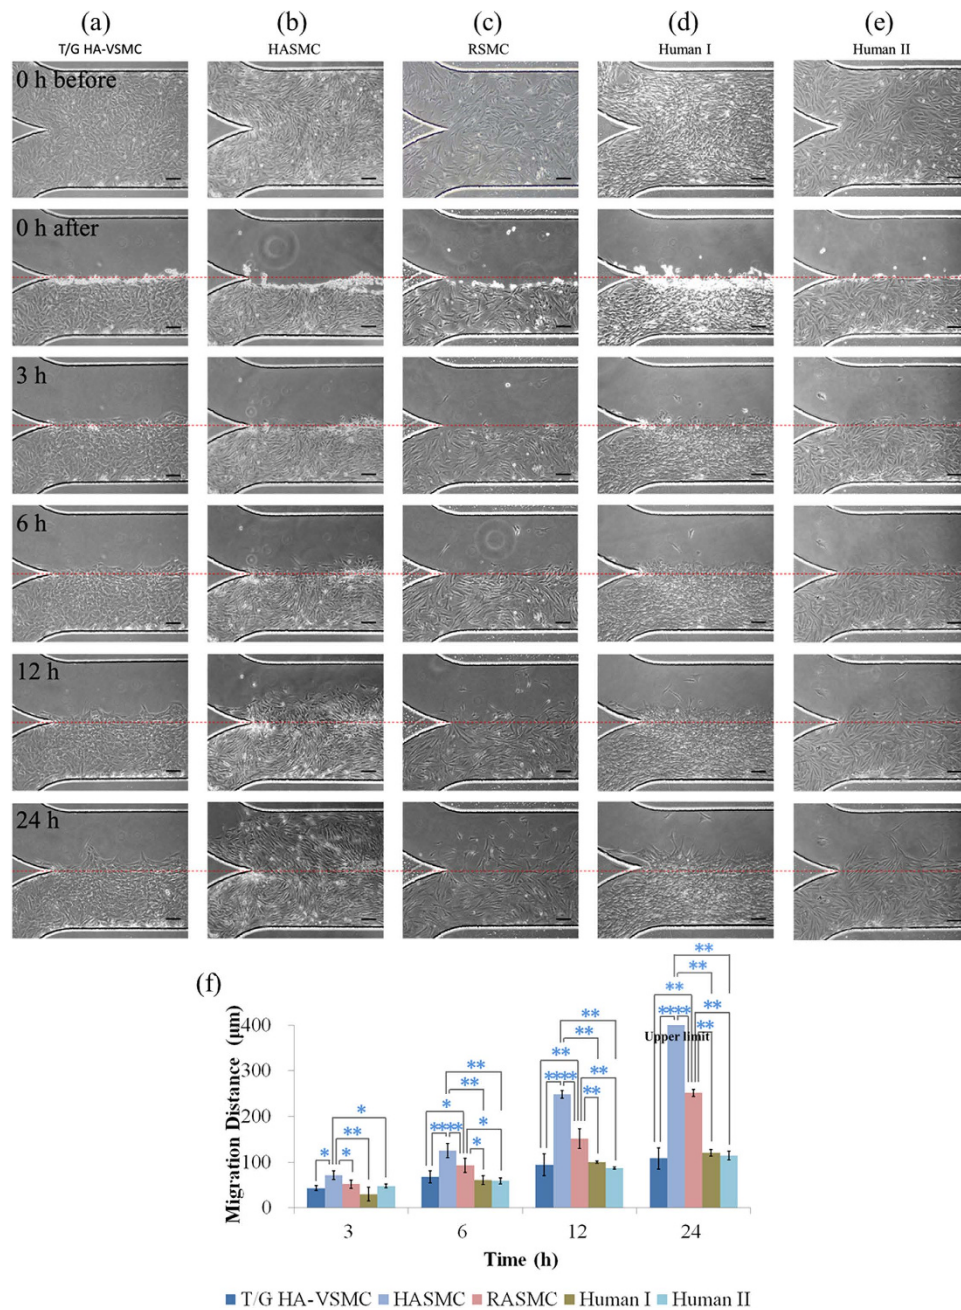 (a) (b) (c) (d) (e)
T/G HA-VSMC HASMC RSMC Human I Human II
0 h before
0 h after
3 h
6 h
12 h
24 h
(f)
Migration Distance (μm)
400
300
200
100
0
* * ** *
* **** ** ** * *
** **** ** ** ** **
** **** ** ** ** **
Upper limit
3 6 12 24
Time (h)
T/G HA-VSMC HASMC RASMC Human I Human II